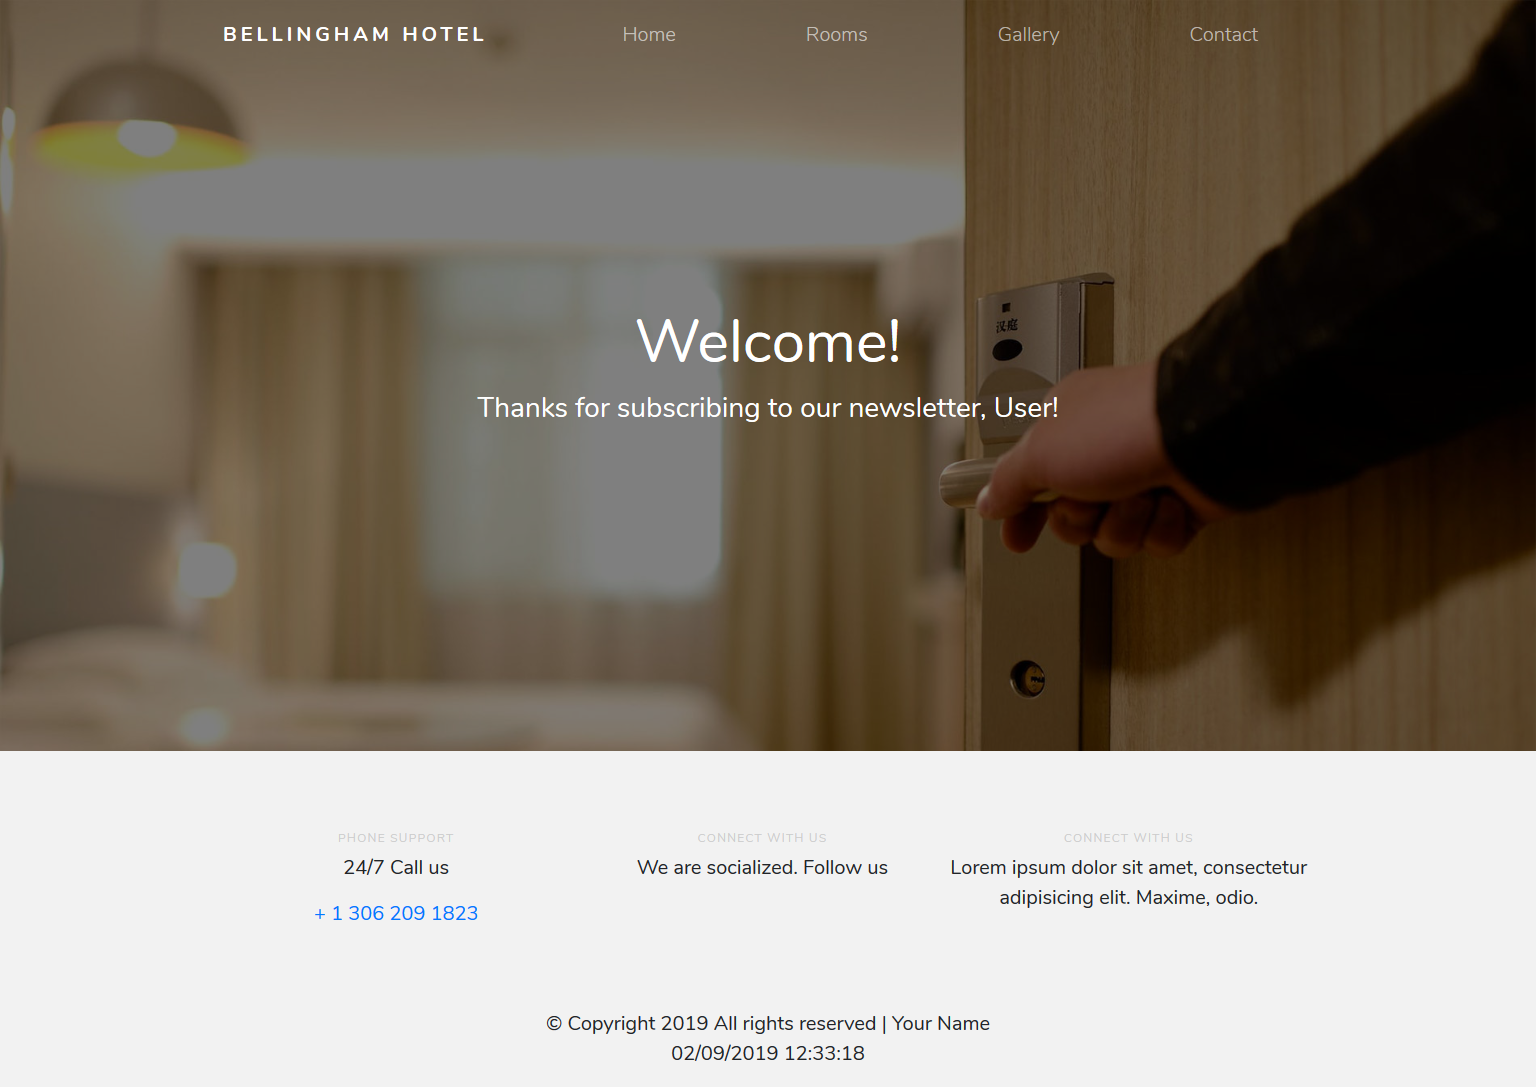 BELLINGHAM HOTEL Home Rooms Gallery Contact
汉庭
Welcome!
Thanks for subscribing to our newsletter, User!
PHONE SUPPORT
24/7 Call us
+ 1 306 209 1823
CONNECT WITH US
We are socialized. Follow us
CONNECT WITH US
Lorem ipsum dolor sit amet, consectetur
adipisicing elit. Maxime, odio.
© Copyright 2019 All rights reserved | Your Name
02/09/2019 12:33:18